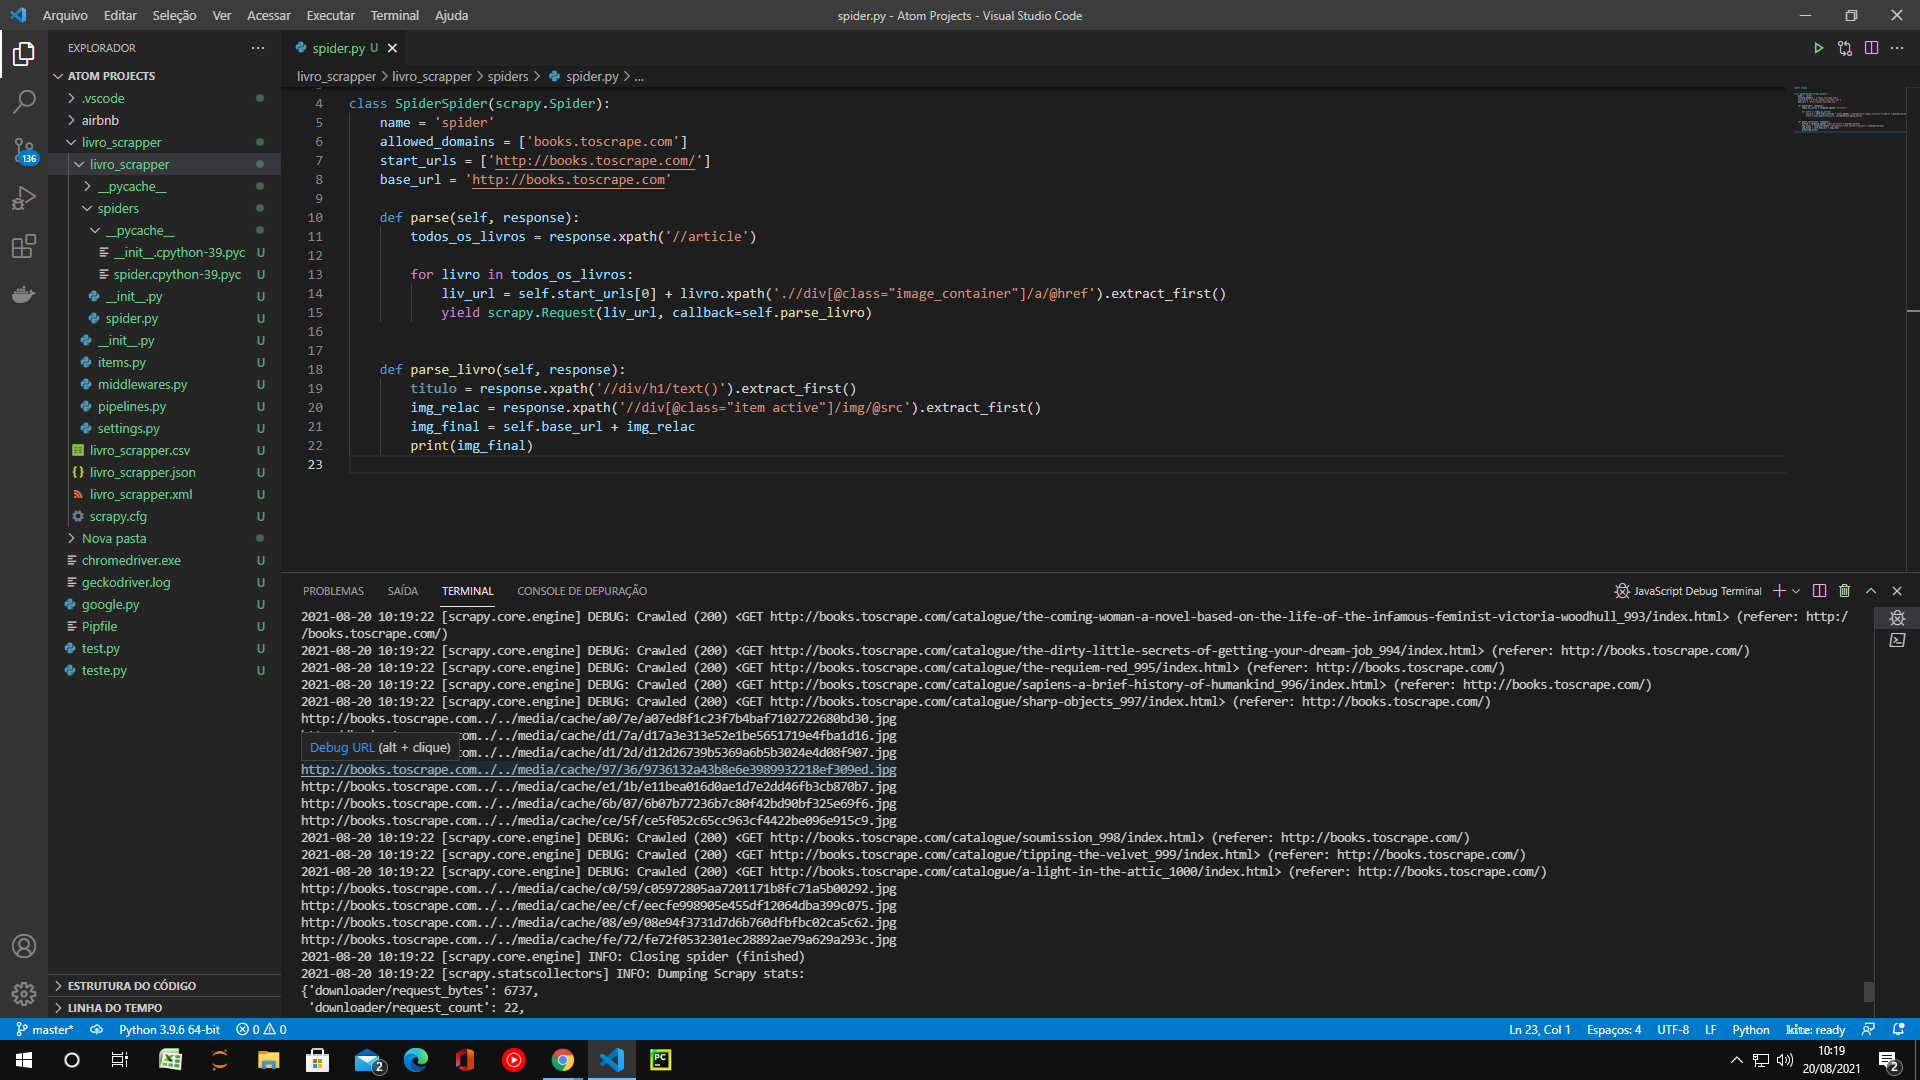 Arquivo Editar Seleção Ver Acessar Executar Terminal Ajuda
spider.py - Atom Projects - Visual Studio Code
EXPLORADOR
ATOM PROJECTS
.vscode
airbnb
livro_scrapper
livro_scrapper
__pycache__
spiders
__pycache__
__init__.cpython-39.pyc U
spider.cpython-39.pyc U
__init__.py U
spider.py U
__init__.py U
items.py U
middlewares.py U
pipelines.py U
settings.py U
livro_scrapper.csv U
livro_scrapper.json U
livro_scrapper.xml U
scrapy.cfg U
Nova pasta
chromedriver.exe U
geckodriver.log U
google.py U
Pipfile U
test.py U
teste.py U
ESTRUTURA DO CÓDIGO
LINHA DO TEMPO
136
spider.py U
livro_scrapper > livro_scrapper > spiders > spider.py > ...
4 class SpiderSpider(scrapy.Spider):
5 name = 'spider'
6 allowed_domains = ['books.toscrape.com']
7 start_urls = ['http://books.toscrape.com/']
8 base_url = 'http://books.toscrape.com'
9
10 def parse(self, response):
11 todos_os_livros = response.xpath('//article')
12
13 for livro in todos_os_livros:
14 liv_url = self.start_urls[0] + livro.xpath('.//div[@class="image_container"]/a/@href').extract_first()
15 yield scrapy.Request(liv_url, callback=self.parse_livro)
16
17
18 def parse_livro(self, response):
19 titulo = response.xpath('//div/h1/text()').extract_first()
20 img_relac = response.xpath('//div[@class="item active"]/img/@src').extract_first()
21 img_final = self.base_url + img_relac
22 print(img_final)
23
PROBLEMAS SAÍDA TERMINAL CONSOLE DE DEPURAÇÃO
JavaScript Debug Terminal
2021-08-20 10:19:22 [scrapy.core.engine] DEBUG: Crawled (200) <GET http://books.toscrape.com/catalogue/the-coming-woman-a-novel-based-on-the-life-of-the-infamous-feminist-victoria-woodhull_993/index.html> (referer: http:/
/books.toscrape.com/)
2021-08-20 10:19:22 [scrapy.core.engine] DEBUG: Crawled (200) <GET http://books.toscrape.com/catalogue/the-dirty-little-secrets-of-getting-your-dream-job_994/index.html> (referer: http://books.toscrape.com/)
2021-08-20 10:19:22 [scrapy.core.engine] DEBUG: Crawled (200) <GET http://books.toscrape.com/catalogue/the-requiem-red_995/index.html> (referer: http://books.toscrape.com/)
2021-08-20 10:19:22 [scrapy.core.engine] DEBUG: Crawled (200) <GET http://books.toscrape.com/catalogue/sapiens-a-brief-history-of-humankind_996/index.html> (referer: http://books.toscrape.com/)
2021-08-20 10:19:22 [scrapy.core.engine] DEBUG: Crawled (200) <GET http://books.toscrape.com/catalogue/sharp-objects_997/index.html> (referer: http://books.toscrape.com/)
http://books.toscrape.com../../media/cache/a0/7e/a07ed8f1c23f7b4baf7102722680bd30.jpg
om../../media/cache/d1/7a/d17a3e313e52e1be5651719e4fba1d16.jpg
Debug URL (alt + clique)
om../../media/cache/d1/2d/d12d26739b5369a6b5b3024e4d08f907.jpg
http://books.toscrape.com../../media/cache/97/36/9736132a43b8e6e3989932218ef309ed.jpg
http://books.toscrape.com../../media/cache/e1/1b/e11bea016d0ae1d7e2dd46fb3cb870b7.jpg
http://books.toscrape.com../../media/cache/6b/07/6b07b77236b7c80f42bd90bf325e69f6.jpg
http://books.toscrape.com../../media/cache/ce/5f/ce5f052c65cc963cf4422be096e915c9.jpg
2021-08-20 10:19:22 [scrapy.core.engine] DEBUG: Crawled (200) <GET http://books.toscrape.com/catalogue/soumission_998/index.html> (referer: http://books.toscrape.com/)
2021-08-20 10:19:22 [scrapy.core.engine] DEBUG: Crawled (200) <GET http://books.toscrape.com/catalogue/tipping-the-velvet_999/index.html> (referer: http://books.toscrape.com/)
2021-08-20 10:19:22 [scrapy.core.engine] DEBUG: Crawled (200) <GET http://books.toscrape.com/catalogue/a-light-in-the-attic_1000/index.html> (referer: http://books.toscrape.com/)
http://books.toscrape.com../../media/cache/c0/59/c05972805aa7201171b8fc71a5b00292.jpg
http://books.toscrape.com../../media/cache/ee/cf/eecfe998905e455df12064dba399c075.jpg
http://books.toscrape.com../../media/cache/08/e9/08e94f3731d7d6b760dfbfbc02ca5c62.jpg
http://books.toscrape.com../../media/cache/fe/72/fe72f0532301ec28892ae79a629a293c.jpg
2021-08-20 10:19:22 [scrapy.core.engine] INFO: Closing spider (finished)
2021-08-20 10:19:22 [scrapy.statscollectors] INFO: Dumping Scrapy stats:
{'downloader/request_bytes': 6737,
'downloader/request_count': 22,
master* Python 3.9.6 64-bit 0 0
Ln 23, Col 1 Espaços: 4 UTF-8 LF Python kite: ready
2
PC
10:19
20/08/2021
2